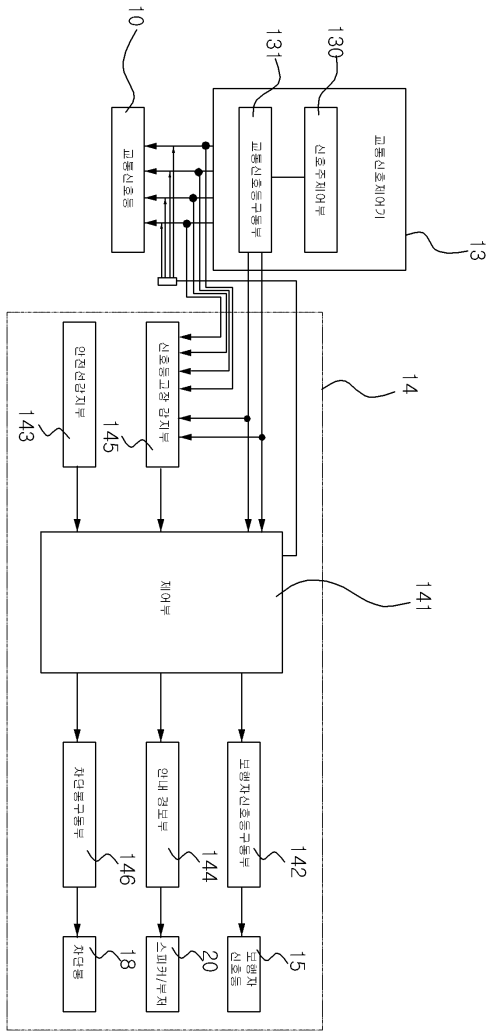 13
교통신호제어기
130
신호주제어부
131
교통신호등구동부
10
교통신호등
14
신호등고장 감지부
145
안전선감지부
143
141
제어부
보행자신호등구동부
142
안내 경보부
144
차단봉구동부
146
보행자
신호등
15
스피커/부저
20
차단봉
18